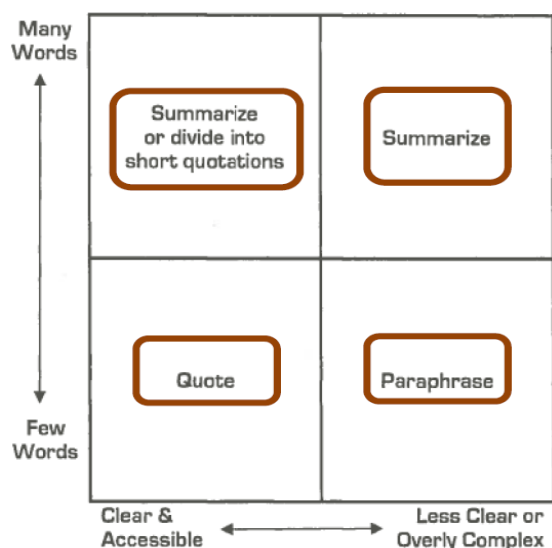 Many
Words
Summarize
or divide into
short quotations
Summarize
Quote
Paraphrase
Few
Words
Clear &
Accessible
Less Clear or
Overly Complex